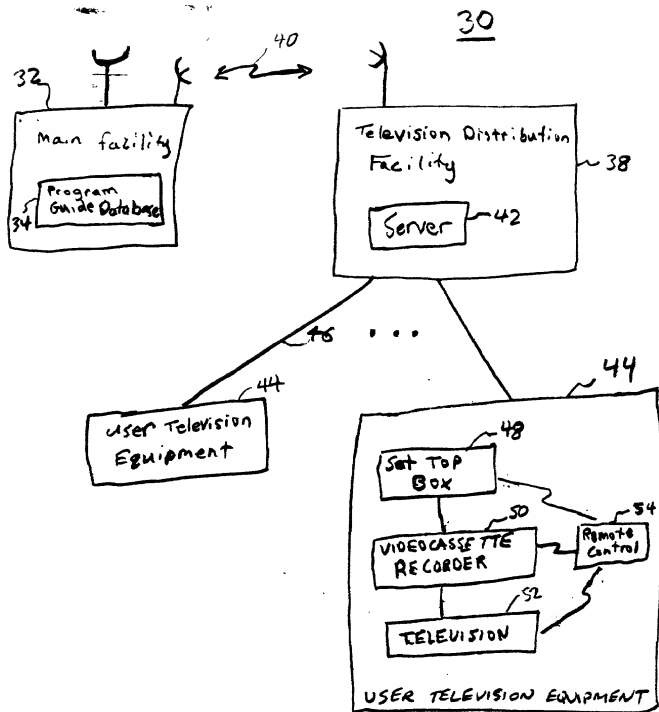 30
40
32
Main facility
34
Program
Guide Database
Television Distribution
Facility
38
Server
42
46
...
44
User Television
Equipment
44
48
Set TOP
BOX
50
VIDEOCASSETTE
RECORDER
54
Remote
Control
52
TELEVISION
USER TELEVISION EQUIPMENT